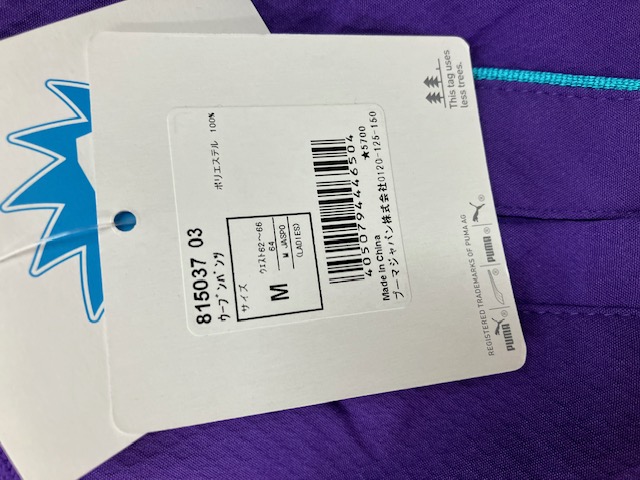 815037 03
ウーブンパンツ
サイズ
ウエスト62～66
64
M
M JASPO
(LADIES)
ポリエステル 100%
4050794446504
★5700
Made in China
プーマジャパン株式会社0120-125-150
This tag uses
less trees.
REGISTERED TRADEMARKS OF PUMA AG
PUMA®
PUMA®